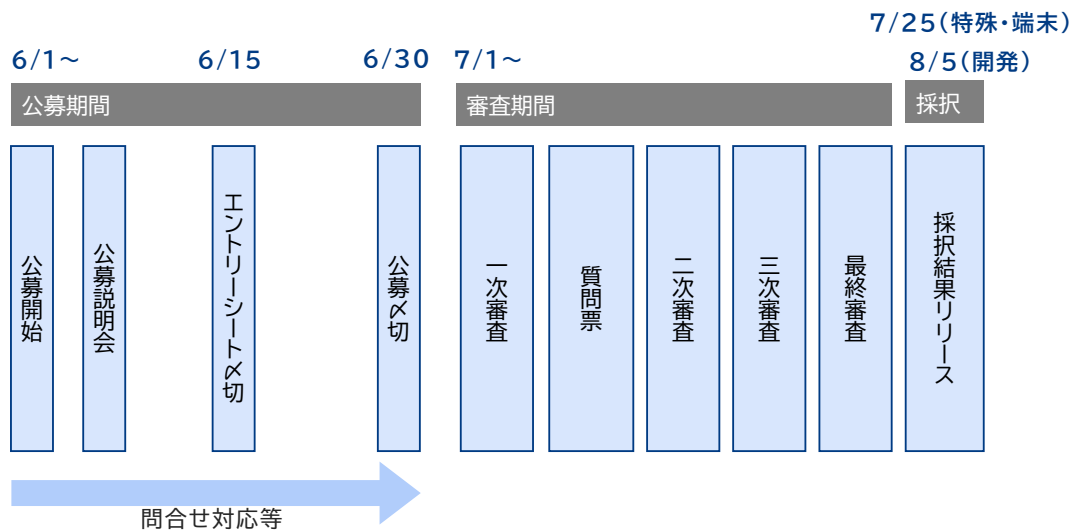 7/25(特殊・端末)
6/1～
6/15
6/30
7/1～
8/5(開発)
公募期間
審査期間
採択
公募開始
公募説明会
エントリーシート〆切
公募〆切
一次審査
質問票
二次審査
三次審査
最終審査
採択結果リリース
問合せ対応等